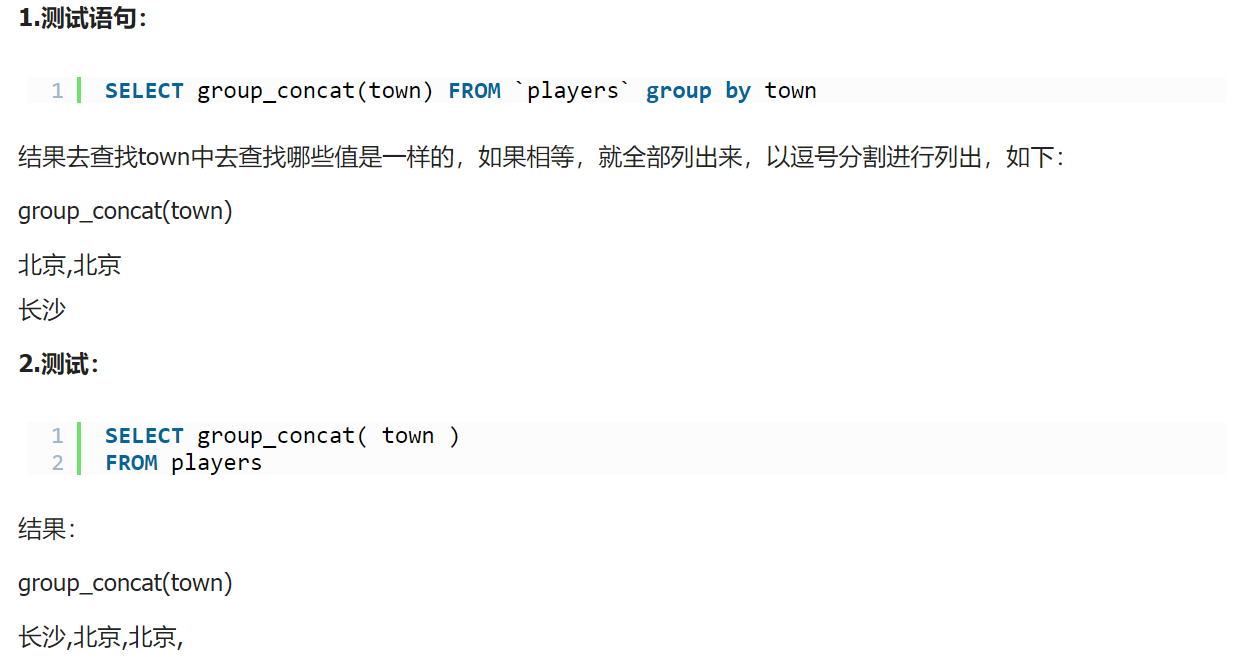 1.测试语句：
1 SELECT group_concat(town) FROM `players` group by town
结果去查找town中去查找哪些值是一样的，如果相等，就全部列出来，以逗号分割进行列出，如下：
group_concat(town)
北京,北京
长沙
2.测试：
1 SELECT group_concat( town )
2 FROM players
结果：
group_concat(town)
长沙,北京,北京,